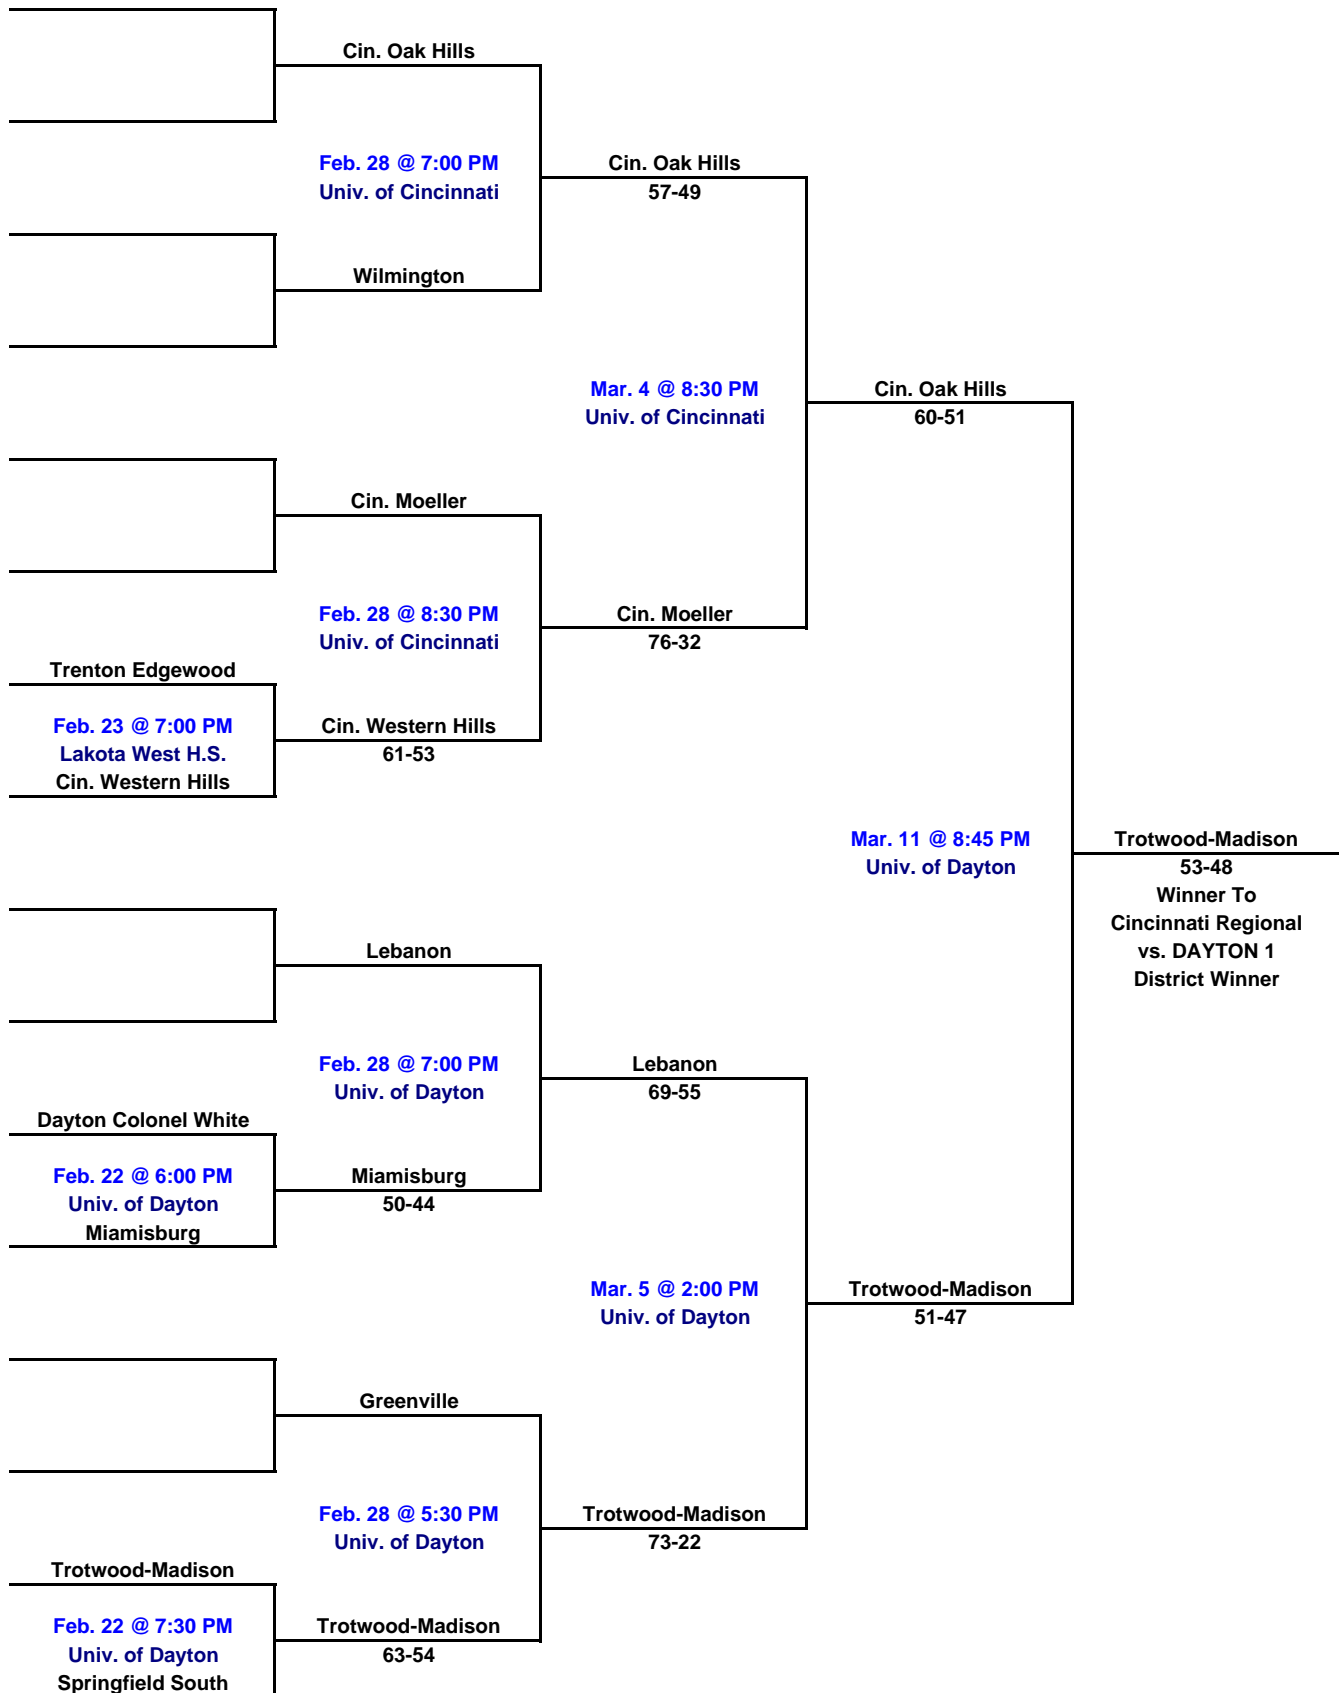 Cin. Oak Hills
Feb. 28 @ 7:00 PM
Univ. of Cincinnati
Cin. Oak Hills
57-49
Wilmington
Mar. 4 @ 8:30 PM
Univ. of Cincinnati
Cin. Oak Hills
60-51
Cin. Moeller
Feb. 28 @ 8:30 PM
Univ. of Cincinnati
Cin. Moeller
76-32
Trenton Edgewood
Feb. 23 @ 7:00 PM
Lakota West H.S.
Cin. Western Hills
Cin. Western Hills
61-53
Mar. 11 @ 8:45 PM
Univ. of Dayton
Trotwood-Madison
53-48
Winner To
Cincinnati Regional
vs. DAYTON 1
District Winner
Lebanon
Feb. 28 @ 7:00 PM
Univ. of Dayton
Lebanon
69-55
Dayton Colonel White
Feb. 22 @ 6:00 PM
Univ. of Dayton
Miamisburg
Miamisburg
50-44
Mar. 5 @ 2:00 PM
Univ. of Dayton
Trotwood-Madison
51-47
Greenville
Feb. 28 @ 5:30 PM
Univ. of Dayton
Trotwood-Madison
73-22
Trotwood-Madison
Feb. 22 @ 7:30 PM
Univ. of Dayton
Springfield South
Trotwood-Madison
63-54